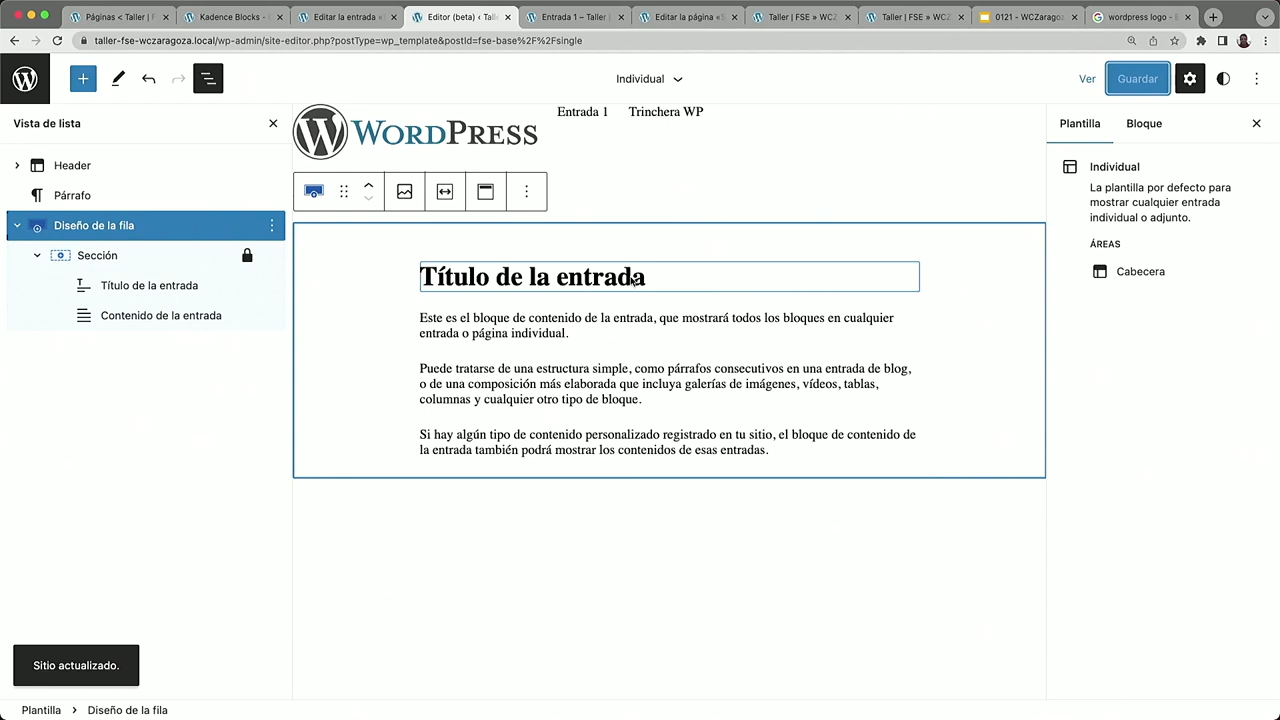 Páginas < Taller | F
Kadence Blocks - 
Editar la entrada «
Editor (beta) < Tall
Entrada 1 – Taller |
Editar la página «S
Taller | FSE » WCZ
Taller | FSE » WCZ
0121 - WCZaragoz
wordpress logo - B
taller-fse-wczaragoza.local/wp-admin/site-editor.php?postType=wp_template&postId=fse-base%2F%2Fsingle
Individual
Ver
Guardar
Vista de lista
Header
Párrafo
Diseño de la fila
Sección
Título de la entrada
Contenido de la entrada
Sitio actualizado.
WORDPRESS
Entrada 1
Trinchera WP
Título de la entrada
Este es el bloque de contenido de la entrada, que mostrará todos los bloques en cualquier
entrada o página individual.
Puede tratarse de una estructura simple, como párrafos consecutivos en una entrada de blog,
o de una composición más elaborada que incluya galerías de imágenes, vídeos, tablas,
columnas y cualquier otro tipo de bloque.
Si hay algún tipo de contenido personalizado registrado en tu sitio, el bloque de contenido de
la entrada también podrá mostrar los contenidos de esas entradas.
Plantilla
Bloque
Individual
La plantilla por defecto para
mostrar cualquier entrada
individual o adjunto.
ÁREAS
Cabecera
Plantilla
Diseño de la fila